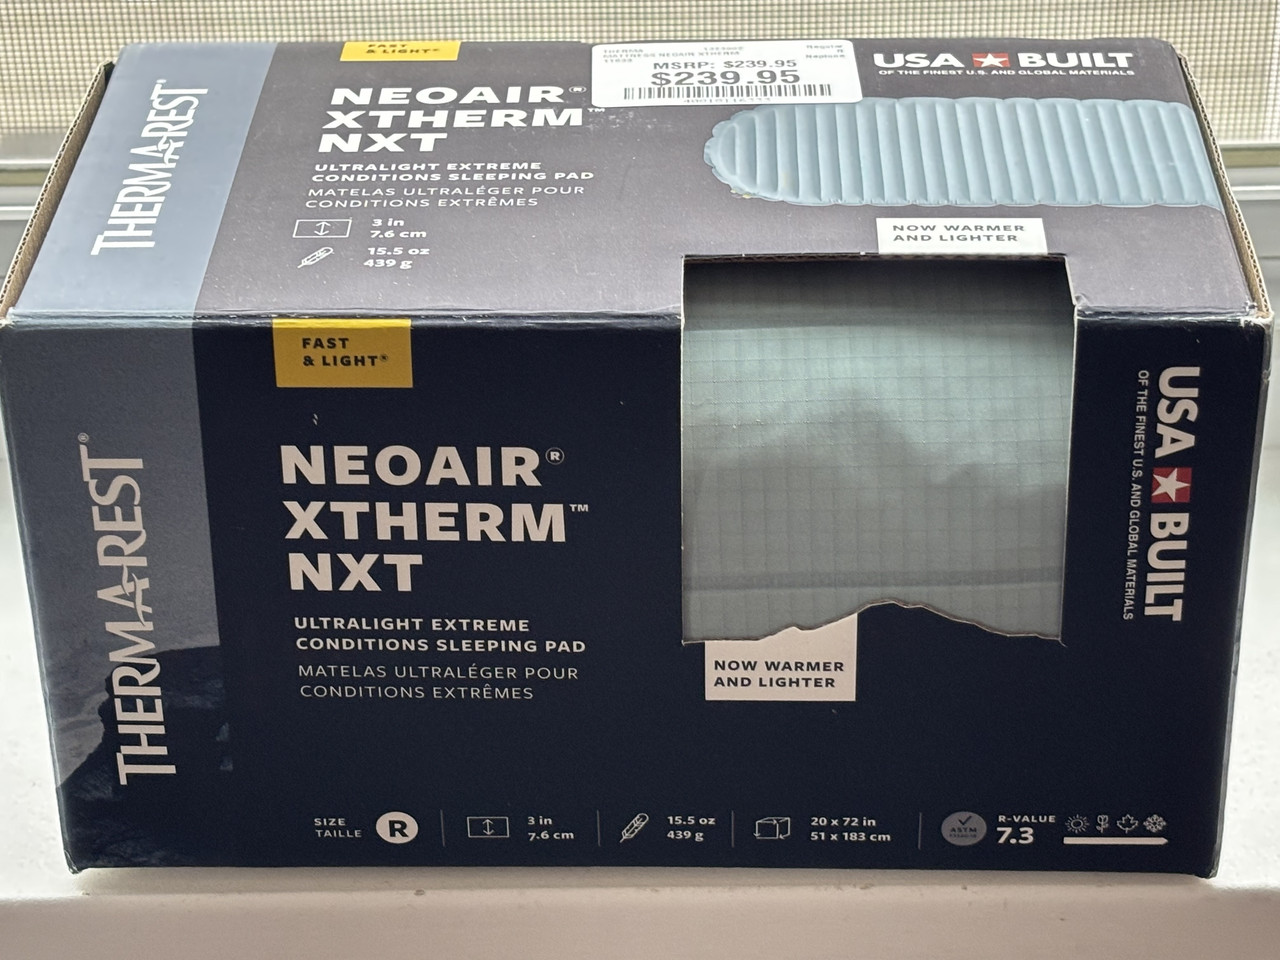 FAST
& LIGHT®
THERMAREST®
NEOAIR®
XTHERM™
NXT
ULTRALIGHT EXTREME
CONDITIONS SLEEPING PAD
MATELAS ULTRALÉGER POUR
CONDITIONS EXTRÊMES
3 in
7.6 cm
15.5 oz
439 g
MATTRESS NEOAIR XTHERM
MSRP: $239.95
$239.95
USA BUILT
OF THE FINEST U.S. AND GLOBAL MATERIALS
NOW WARMER
AND LIGHTER
THERMAREST®
FAST
& LIGHT®
NEOAIR®
XTHERM™
NXT
ULTRALIGHT EXTREME
CONDITIONS SLEEPING PAD
MATELAS ULTRALÉGER POUR
CONDITIONS EXTRÊMES
NOW WARMER
AND LIGHTER
USA BUILT
OF THE FINEST U.S. AND GLOBAL MATERIALS
SIZE
TAILLE
R
3 in
7.6 cm
15.5 oz
439 g
20 x 72 in
51 x 183 cm
ASTM
R-VALUE
7.3